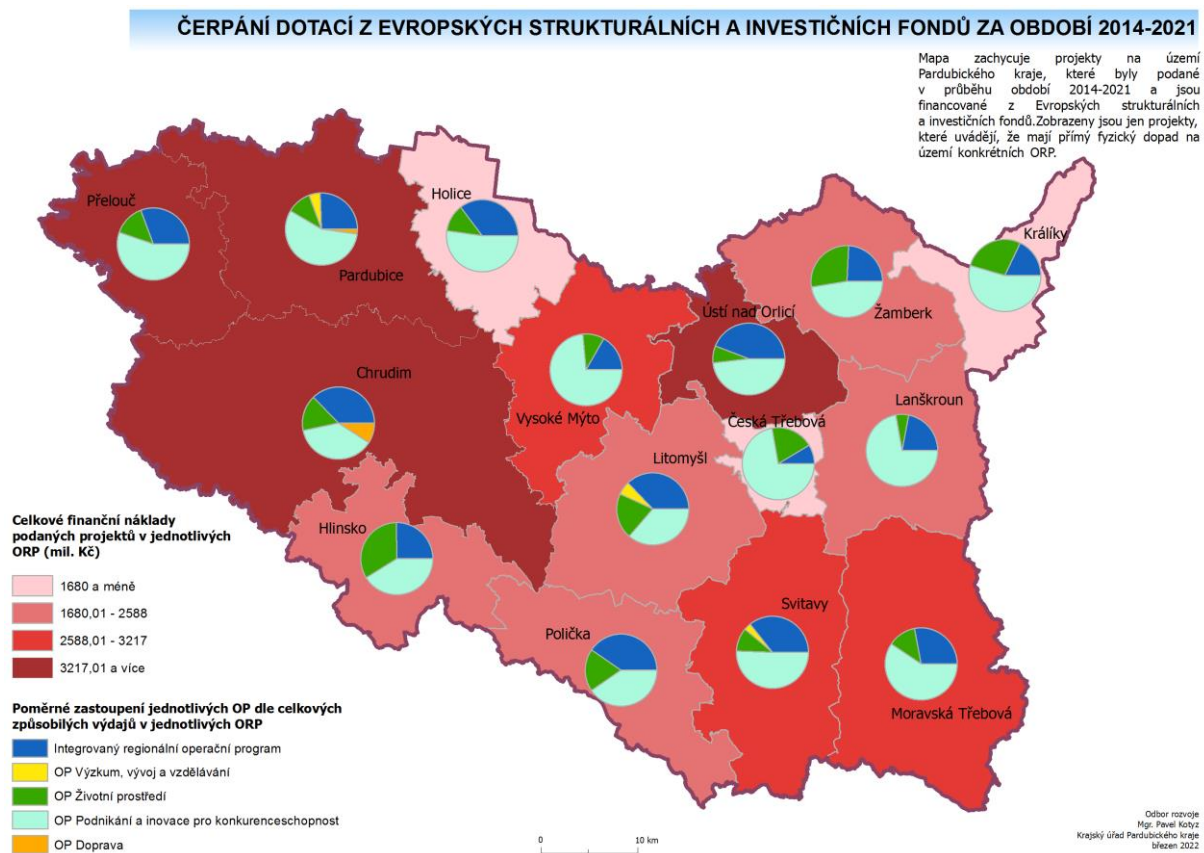 ČERPÁNÍ DOTACÍ Z EVROPSKÝCH STRUKTURÁLNÍCH A INVESTIČNÍCH FONDŮ ZA OBDOBÍ 2014-2021
Mapa zachycuje projekty na území
Pardubického kraje, které byly podané
v průběhu období 2014-2021 a jsou
financované z Evropských strukturálních
a investičních fondů.Zobrazeny jsou jen projekty,
které uvádějí, že mají přímý fyzický dopad na
území konkrétních ORP.
Přelouč
Holice
Pardubice
Králíky
Žamberk
Ústí nad Orlicí
Chrudim
Vysoké Mýto
Lanškroun
Česká Třebová
Litomyšl
Hlinsko
Svitavy
Polička
Moravská Třebová
Celkové finanční náklady
podaných projektů v jednotlivých
ORP (mil. Kč)
1680 a méně
1680,01 - 2588
2588,01 - 3217
3217,01 a více
Poměrné zastoupení jednotlivých OP dle celkových
způsobilých výdajů v jednotlivých ORP
Integrovaný regionální operační program
OP Výzkum, vývoj a vzdělávání
OP Životní prostředí
OP Podnikání a inovace pro konkurenceschopnost
OP Doprava
0 10 km
Odbor rozvoje
Mgr. Pavel Kotyz
Krajský úřad Pardubického kraje
březen 2022